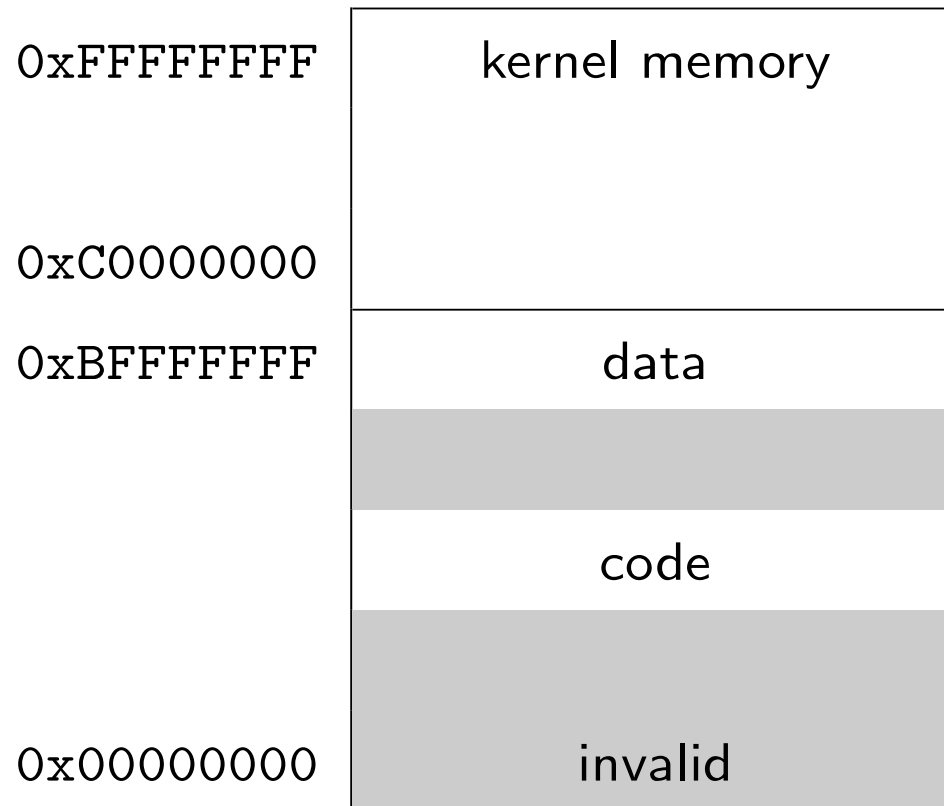 0xFFFFFFFF kernel memory
0xC0000000
0xBFFFFFFF data
code
0x00000000 invalid